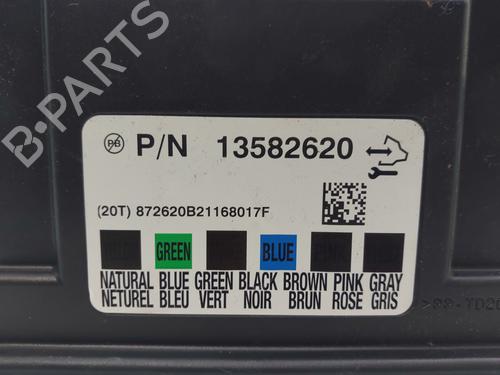 B-PARTS
PB P/N 13582620
(20T) 872620B21168017F
GREEN BLUE
NATURAL BLUE GREEN BLACK BROWN PINK GRAY
NETUREL BLEU VERT NOIR BRUN ROSE GRIS